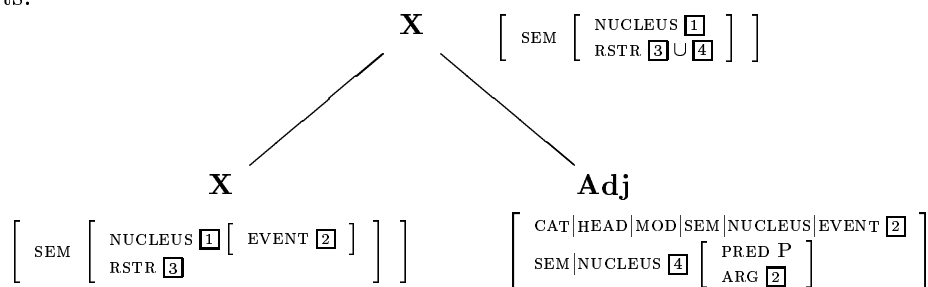 ts.
X
SEM NUCLEUS 1
RSTR 3 ∪ 4
X
Adj
SEM NUCLEUS 1 [ EVENT 2 ]
RSTR 3
CAT|HEAD|MOD|SEM|NUCLEUS|EVENT 2
SEM|NUCLEUS 4 [ PRED P
ARG 2 ]